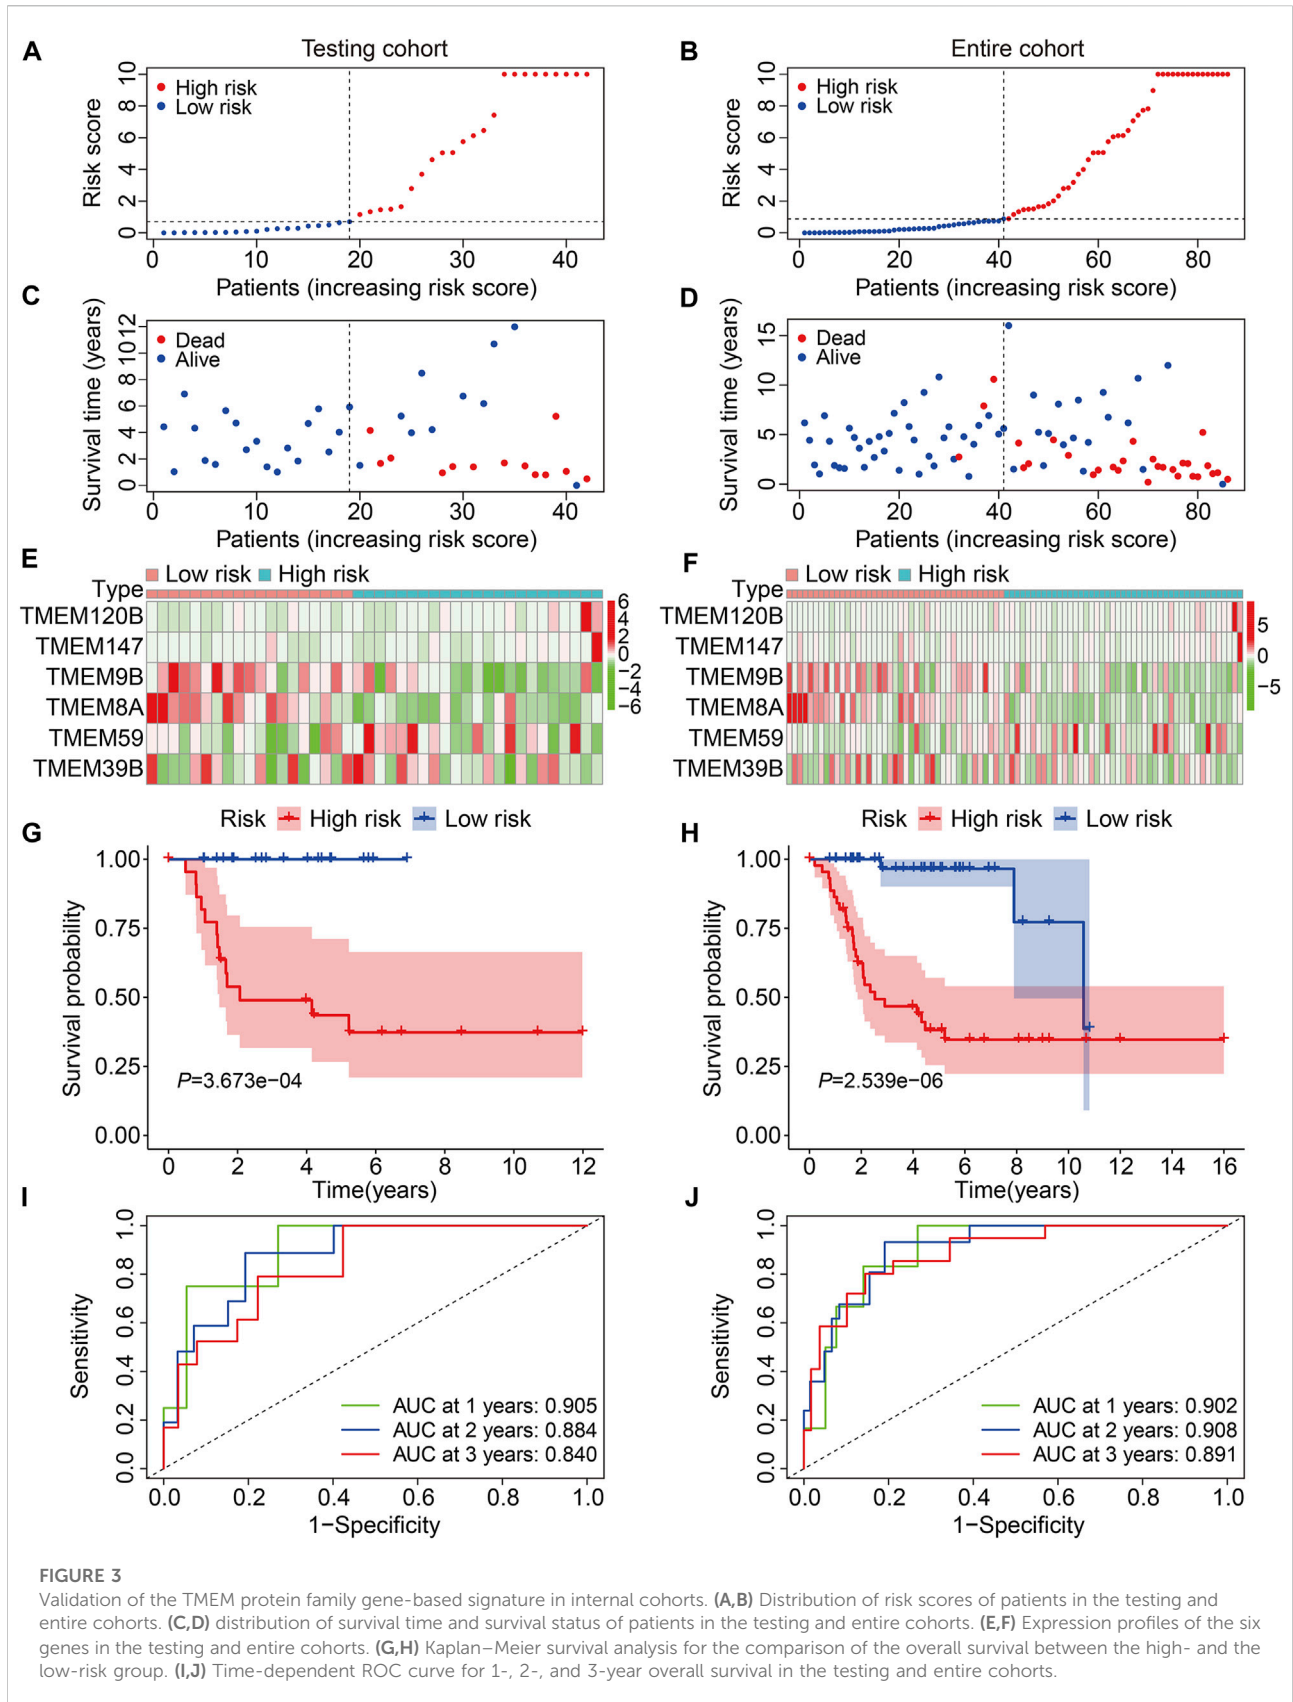 A
Testing cohort
Risk score
10
8
6
4
2
0
High risk
Low risk
0
10
20
30
40
Patients (increasing risk score)
B
Entire cohort
Risk score
10
8
6
4
2
0
High risk
Low risk
0
20
40
60
80
Patients (increasing risk score)
C
Survival time (years)
12
10
8
6
4
2
0
Dead
Alive
0
10
20
30
40
Patients (increasing risk score)
D
Survival time (years)
15
10
5
0
Dead
Alive
0
20
40
60
80
Patients (increasing risk score)
E
Low risk
High risk
Type
TMEM120B
TMEM147
TMEM9B
TMEM8A
TMEM59
TMEM39B
6
4
2
0
−2
−4
−6
F
Low risk
High risk
Type
TMEM120B
TMEM147
TMEM9B
TMEM8A
TMEM59
TMEM39B
5
0
−5
G
Risk
High risk
Low risk
Survival probability
1.00
0.75
0.50
0.25
0.00
P=3.673e−04
0
2
4
6
8
10
12
Time(years)
H
Risk
High risk
Low risk
Survival probability
1.00
0.75
0.50
0.25
0.00
P=2.539e−06
0
2
4
6
8
10
12
14
16
Time(years)
I
Sensitivity
1.0
0.8
0.6
0.4
0.2
0.0
AUC at 1 years: 0.905
AUC at 2 years: 0.884
AUC at 3 years: 0.840
0.0
0.2
0.4
0.6
0.8
1.0
1−Specificity
J
Sensitivity
1.0
0.8
0.6
0.4
0.2
0.0
AUC at 1 years: 0.902
AUC at 2 years: 0.908
AUC at 3 years: 0.891
0.0
0.2
0.4
0.6
0.8
1.0
1−Specificity
FIGURE 3
Validation of the TMEM protein family gene-based signature in internal cohorts. (A,B) Distribution of risk scores of patients in the testing and
entire cohorts. (C,D) distribution of survival time and survival status of patients in the testing and entire cohorts. (E,F) Expression profiles of the six
genes in the testing and entire cohorts. (G,H) Kaplan–Meier survival analysis for the comparison of the overall survival between the high- and the
low-risk group. (I,J) Time-dependent ROC curve for 1-, 2-, and 3-year overall survival in the testing and entire cohorts.